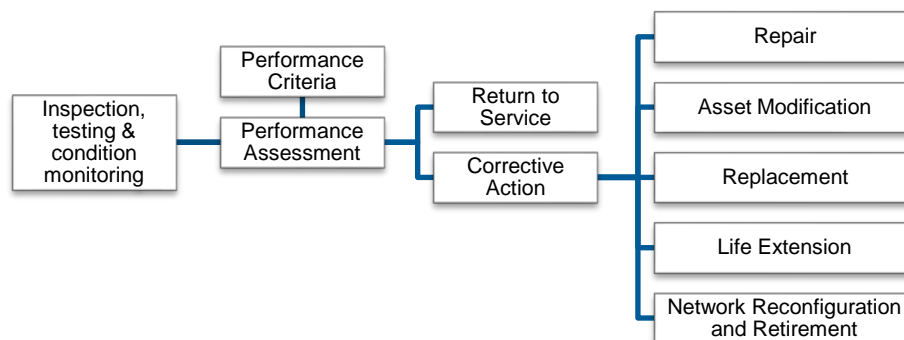 Inspection,
testing &
condition
monitoring
Performance
Criteria
Performance
Assessment
Return to
Service
Corrective
Action
Repair
Asset Modification
Replacement
Life Extension
Network Reconfiguration
and Retirement